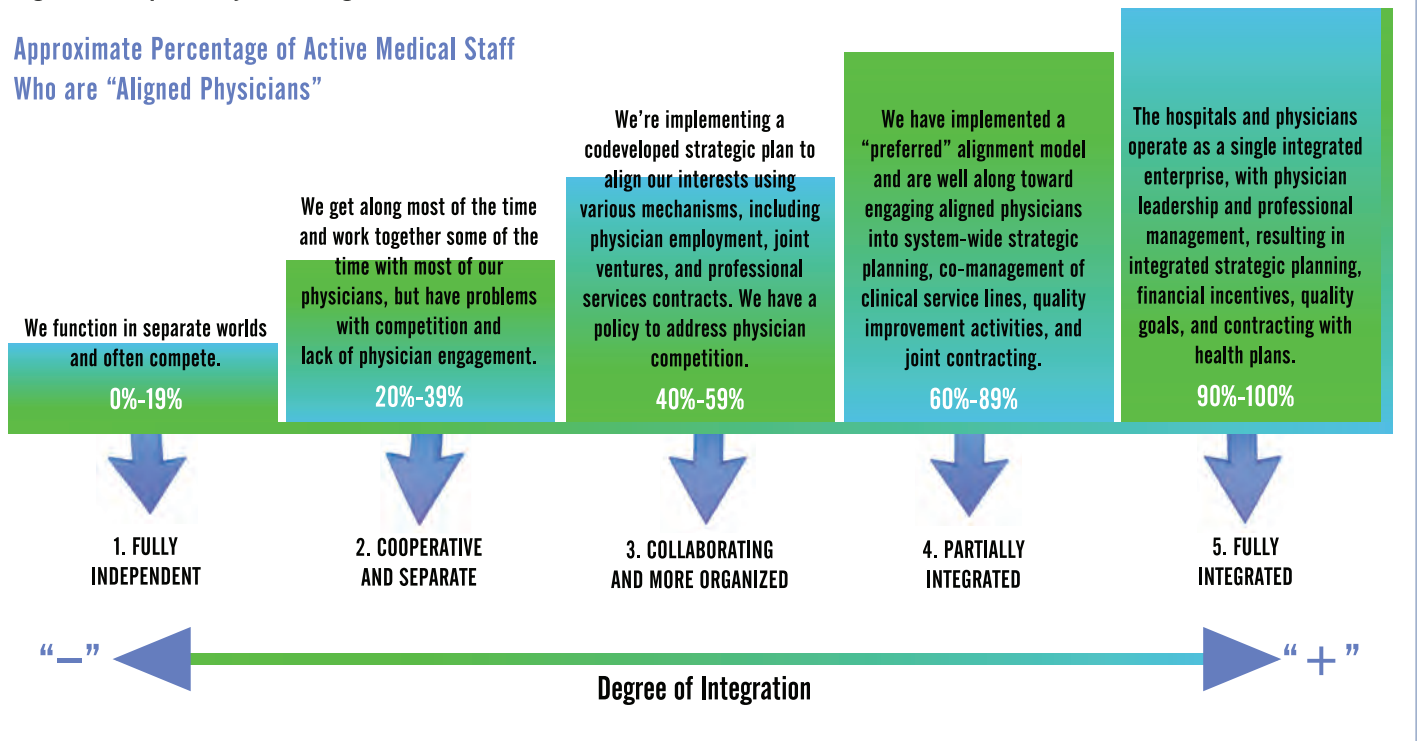 Approximate Percentage of Active Medical Staff
Who are “Aligned Physicians”
We function in separate worlds
and often compete.
0%-19%
We get along most of the time
and work together some of the
time with most of our
physicians, but have problems
with competition and
lack of physician engagement.
20%-39%
We’re implementing a
codeveloped strategic plan to
align our interests using
various mechanisms, including
physician employment, joint
ventures, and professional
services contracts. We have a
policy to address physician
competition.
40%-59%
We have implemented a
“preferred” alignment model
and are well along toward
engaging aligned physicians
into system-wide strategic
planning, co-management of
clinical service lines, quality
improvement activities, and
joint contracting.
60%-89%
The hospitals and physicians
operate as a single integrated
enterprise, with physician
leadership and professional
management, resulting in
integrated strategic planning,
financial incentives, quality
goals, and contracting with
health plans.
90%-100%
1. FULLY
INDEPENDENT
2. COOPERATIVE
AND SEPARATE
3. COLLABORATING
AND MORE ORGANIZED
4. PARTIALLY
INTEGRATED
5. FULLY
INTEGRATED
“–”
“+”
Degree of Integration